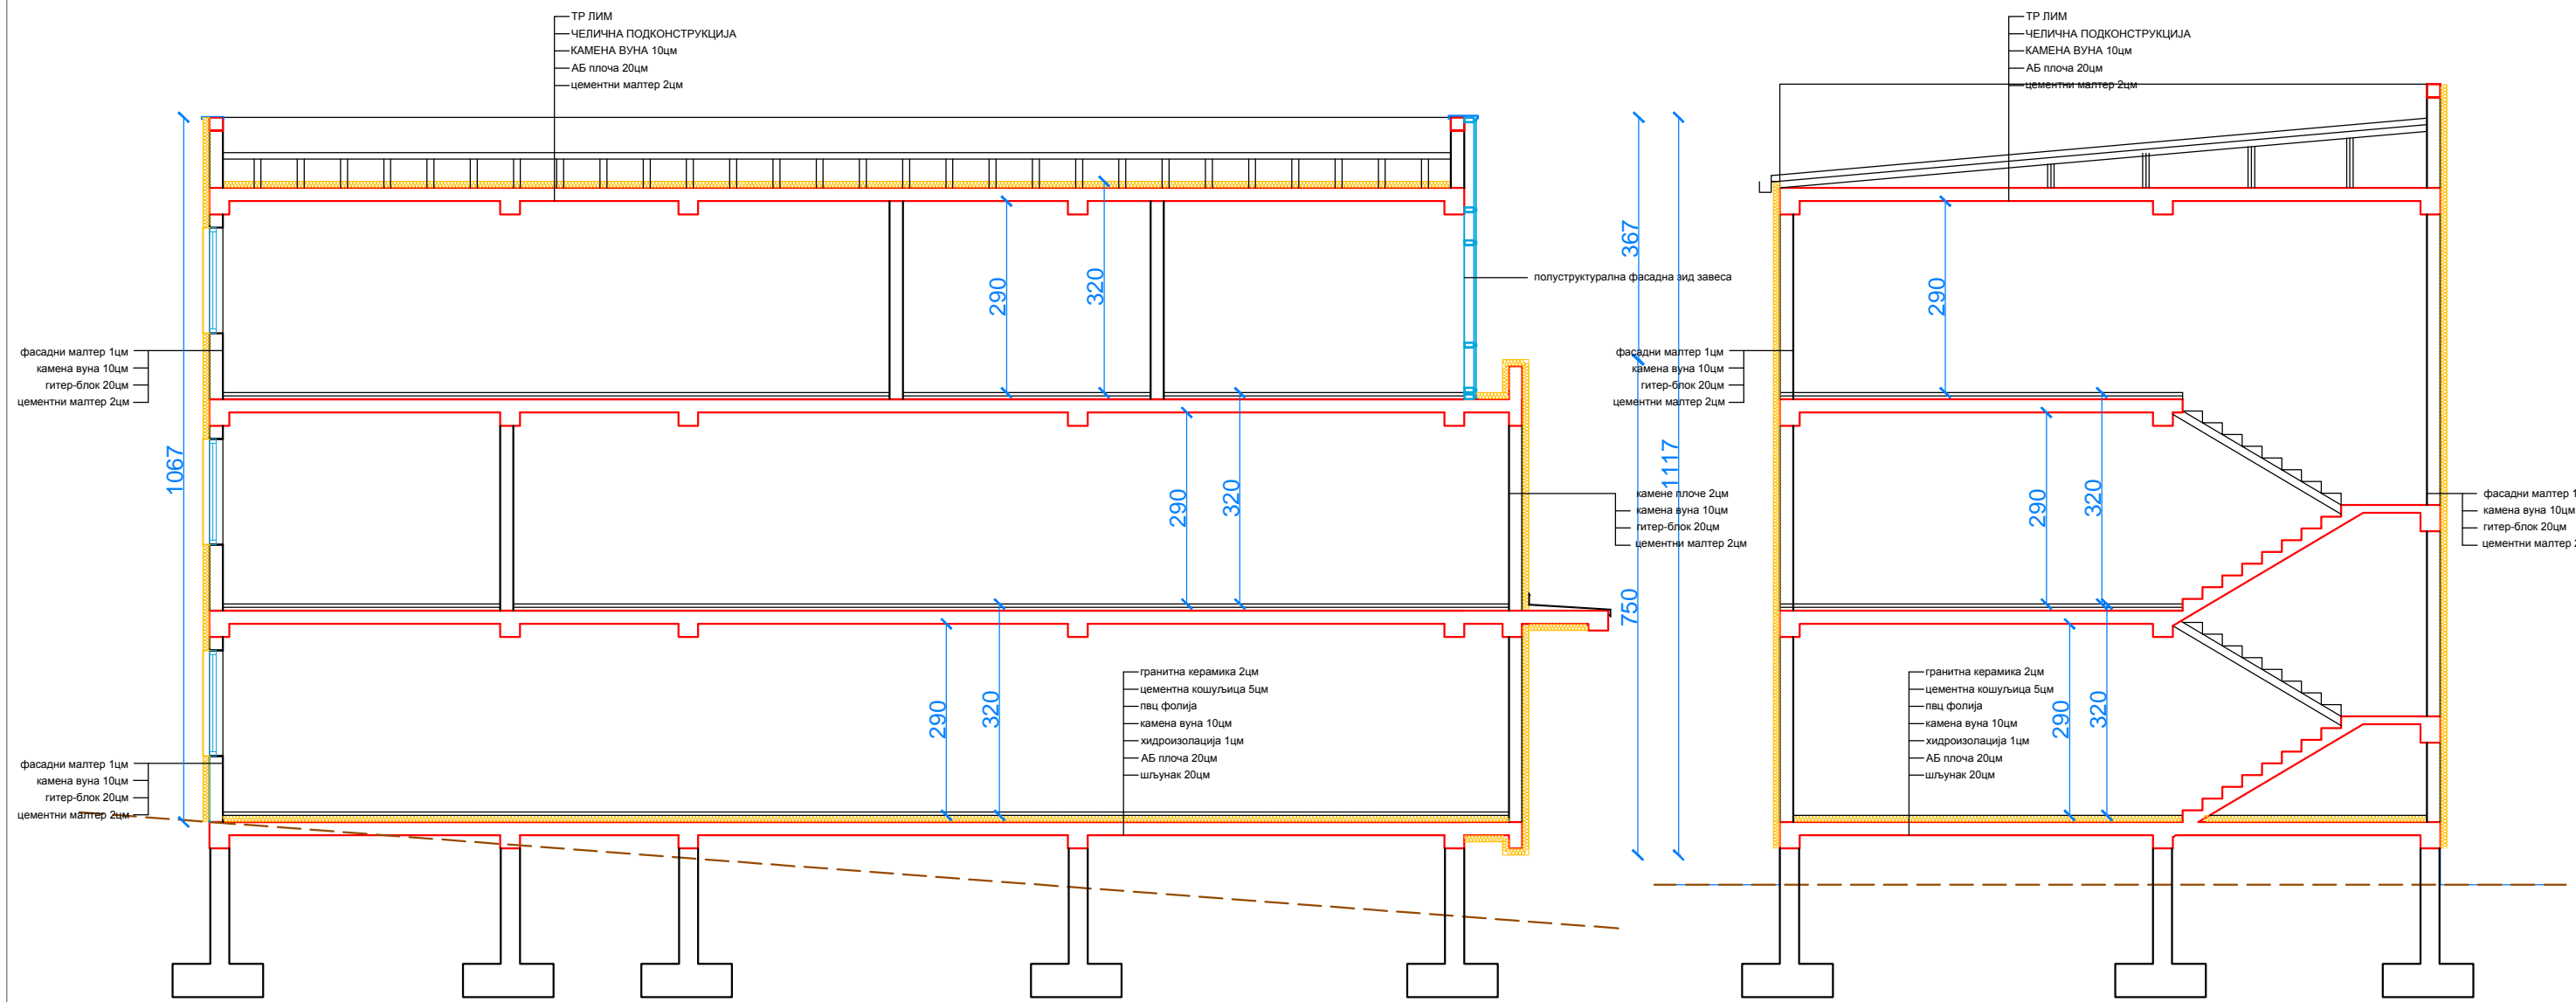 ТР ЛИМ
ЧЕЛИЧНА ПОДКОНСТРУКЦИЈА
КАМЕНА ВУНА 10цм
АБ плоча 20цм
цементни малтер 2цм
ТР ЛИМ
ЧЕЛИЧНА ПОДКОНСТРУКЦИЈА
КАМЕНА ВУНА 10цм
АБ плоча 20цм
цементни малтер 2цм
367
290
320
полуструктурална фасадна зид завеса
290
фасадни малтер 1цм
камена вуна 10цм
гитер-блок 20цм
цементни малтер 2цм
фасадни малтер 1цм
камена вуна 10цм
гитер-блок 20цм
цементни малтер 2цм
1067
1117
290
320
камене плоче 2цм
камена вуна 10цм
гитер-блок 20цм
цементни малтер 2цм
290
320
фасадни малтер 1
камена вуна 10цм
гитер-блок 20цм
цементни малтер 2
750
290
320
гранитна керамика 2цм
цементна кошуљица 5цм
пвц фолија
камена вуна 10цм
хидроизолација 1цм
АБ плоча 20цм
шљунак 20цм
гранитна керамика 2цм
цементна кошуљица 5цм
пвц фолија
камена вуна 10цм
хидроизолација 1цм
АБ плоча 20цм
шљунак 20цм
290
320
фасадни малтер 1цм
камена вуна 10цм
гитер-блок 20цм
цементни малтер 2цм